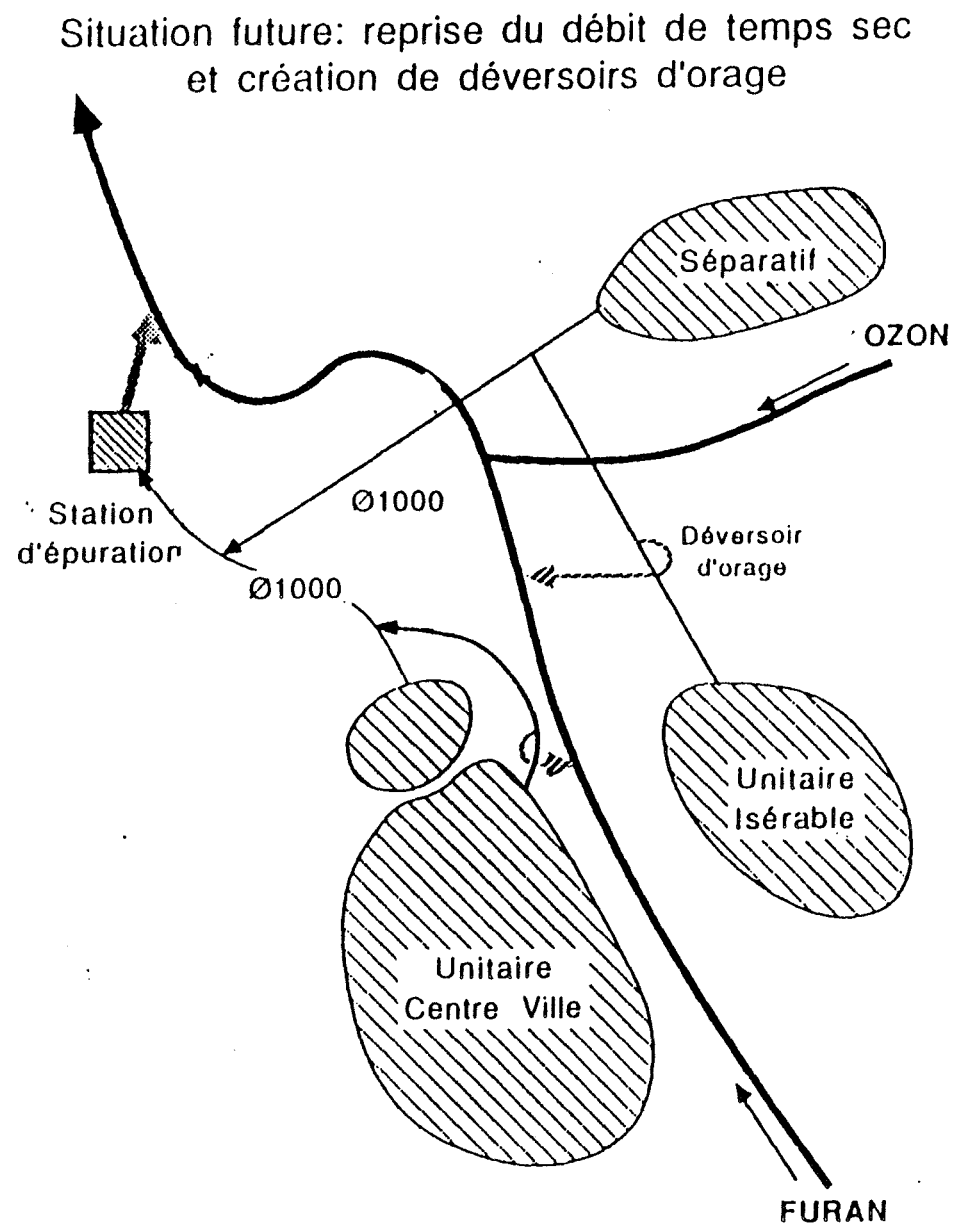 Situation future: reprise du débit de temps sec
et création de déversoirs d'orage
Séparatif
OZON
Ø1000
Station
d'épuration
Déversoir
d'orage
Ø1000
Unitaire
Isérable
Unitaire
Centre Ville
FURAN